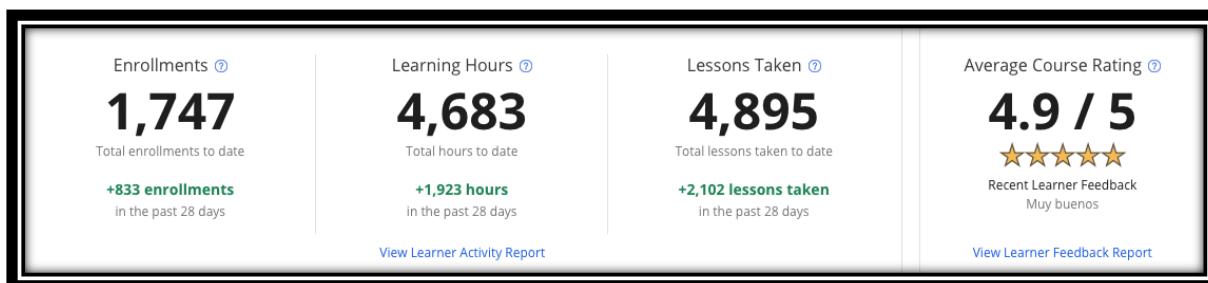 Enrollments ?
1,747
Total enrollments to date
+833 enrollments
in the past 28 days
Learning Hours ?
4,683
Total hours to date
+1,923 hours
in the past 28 days
Lessons Taken ?
4,895
Total lessons taken to date
+2,102 lessons taken
in the past 28 days
View Learner Activity Report
Average Course Rating ?
4.9 / 5
Recent Learner Feedback
Muy buenos
View Learner Feedback Report